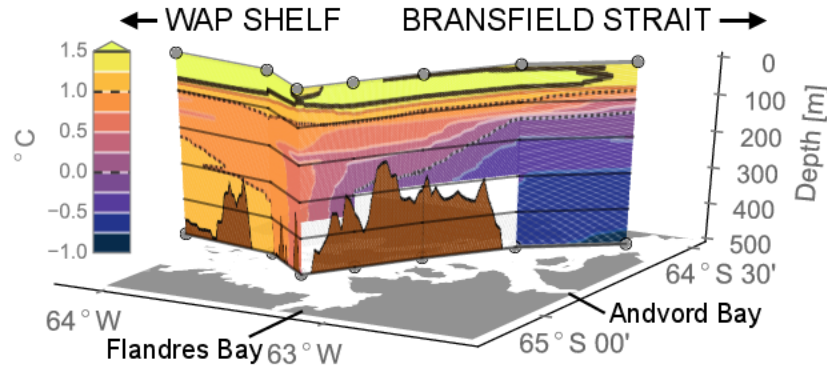 ← WAP SHELF BRANSFIELD STRAIT →
1.5
1.0
0.5
0.0
−0.5
−1.0
°C
0
100
200
300
400
500
Depth [m]
64°S 30'
Andvord Bay
65°S 00'
64°W
Flandres Bay
63°W